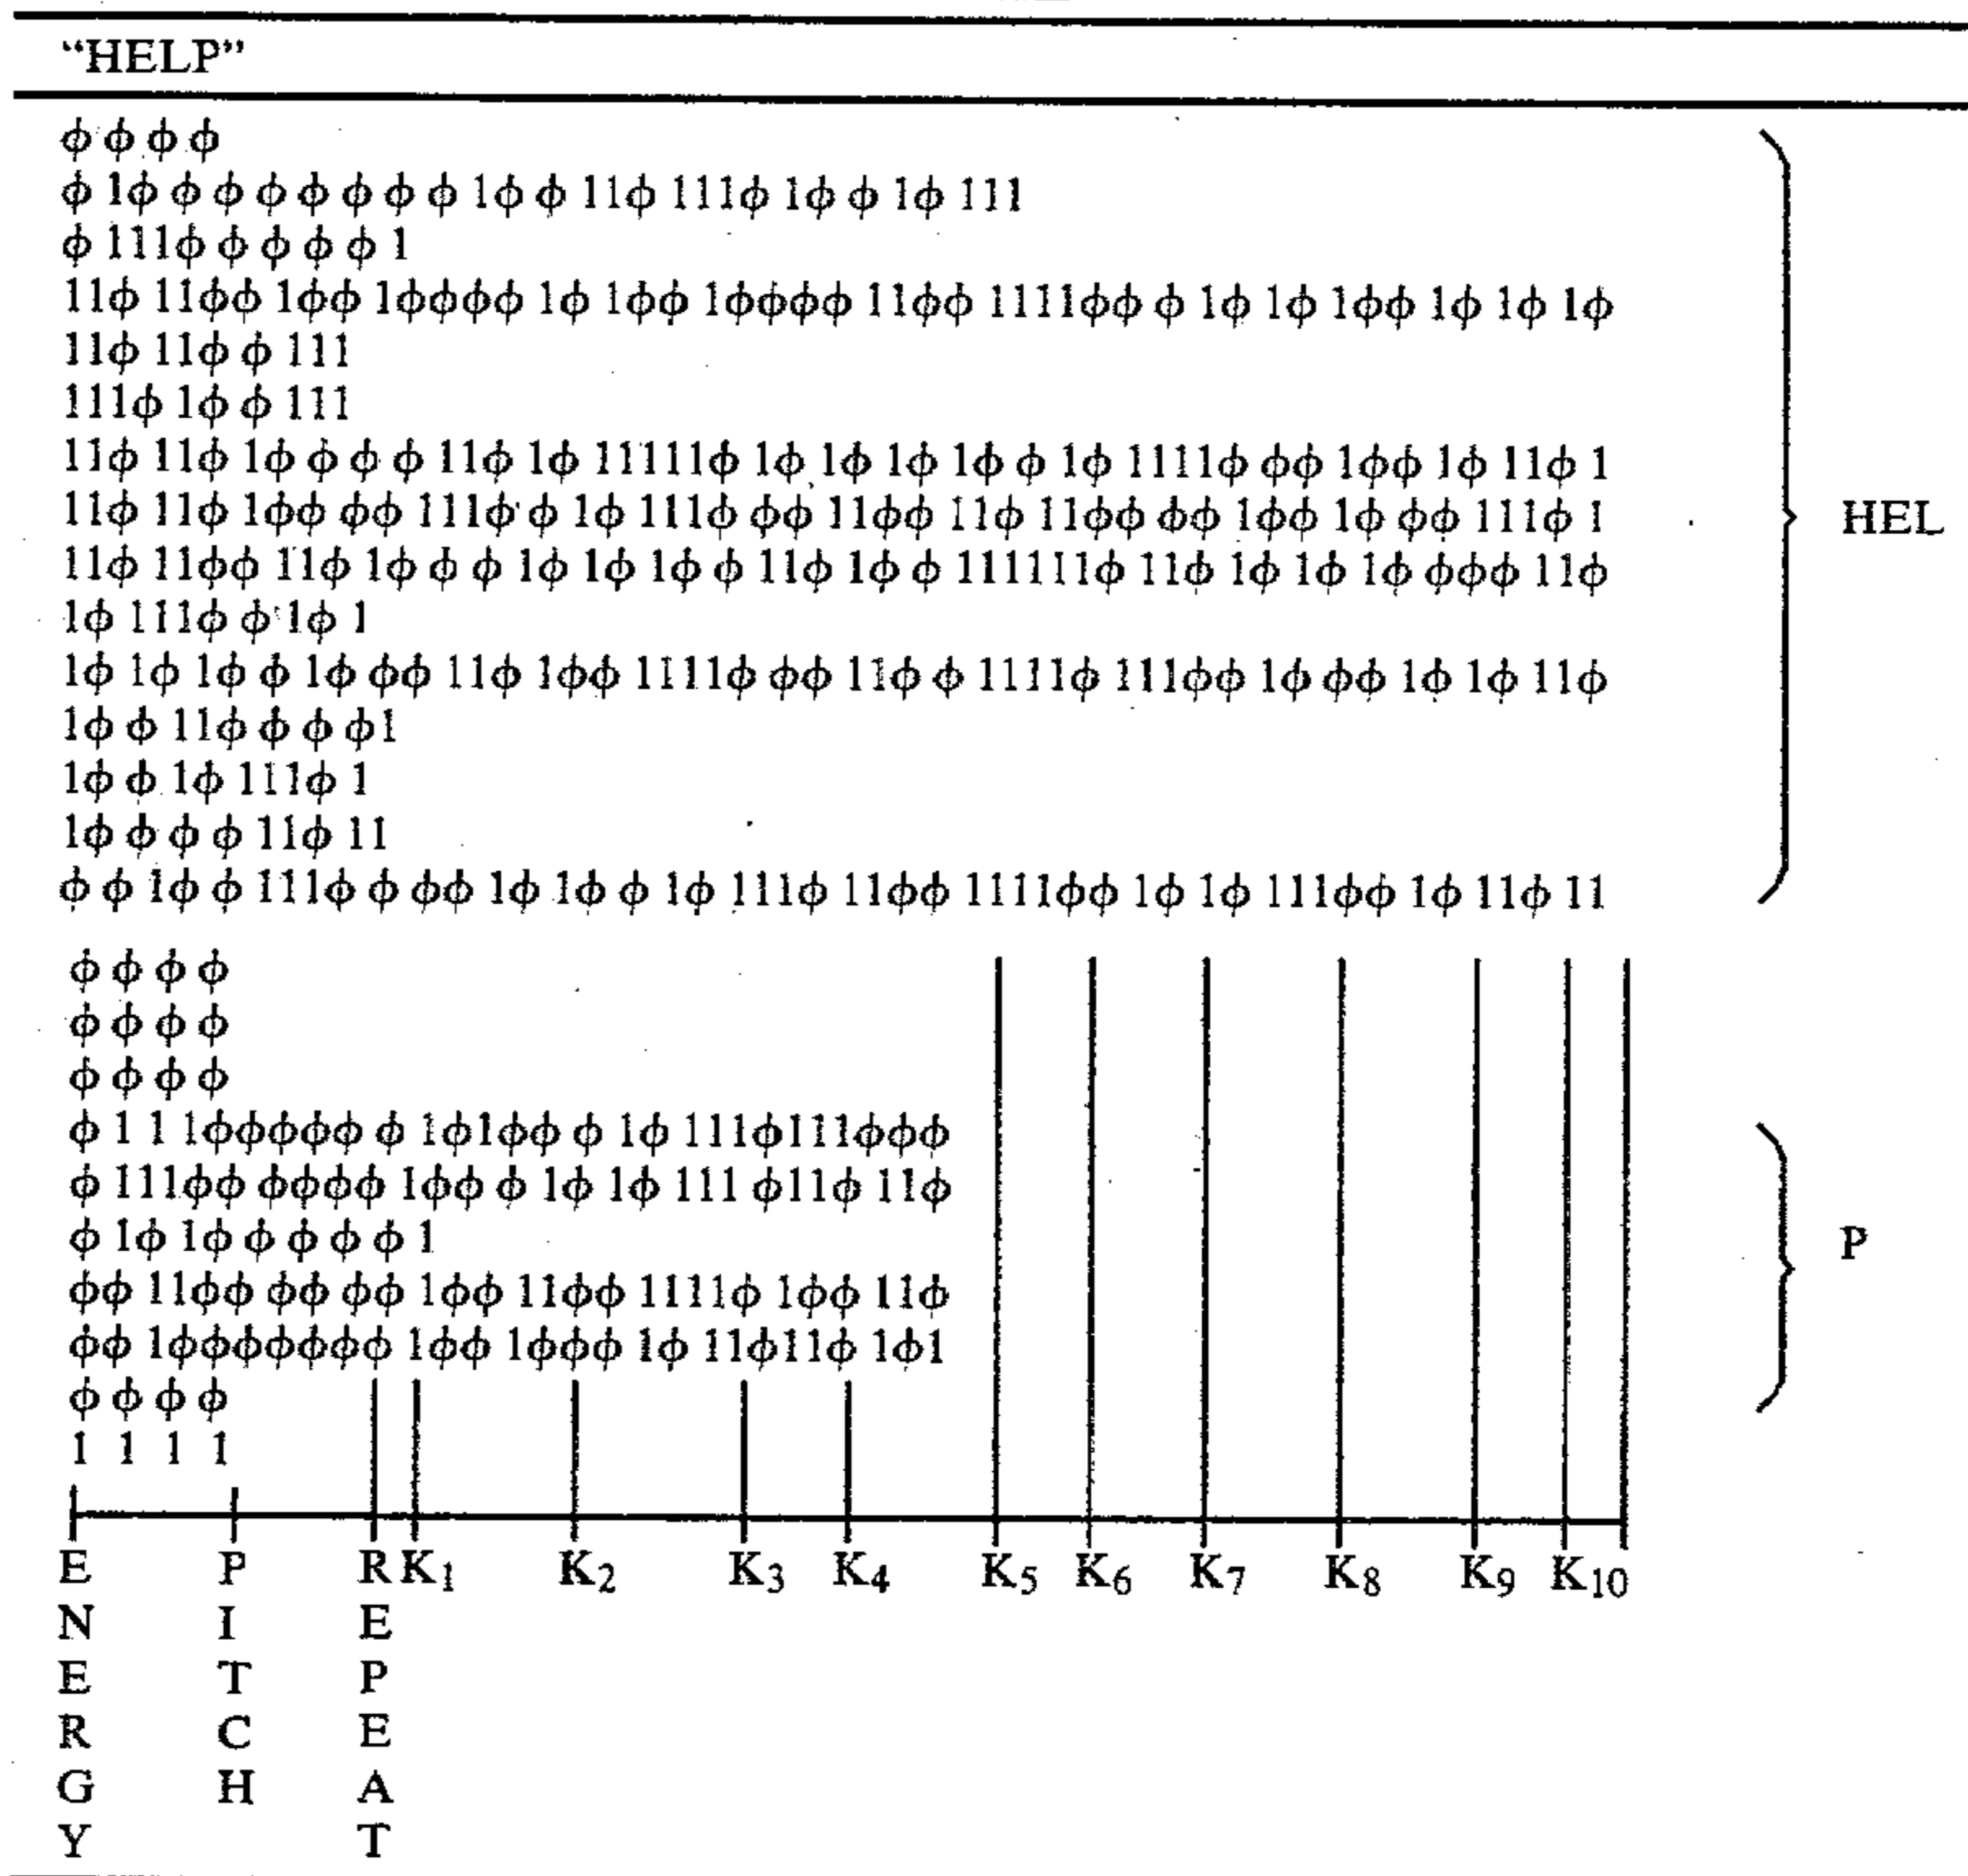 “HELP”
ϕ ϕ ϕ ϕ
ϕ 1ϕ ϕ ϕ ϕ ϕ ϕ ϕ ϕ 1ϕ ϕ 11ϕ 111ϕ 1ϕ ϕ 1ϕ 111
ϕ 111ϕ ϕ ϕ ϕ ϕ 1
11ϕ 11ϕϕ 1ϕϕ 1ϕϕϕϕ 1ϕ 1ϕϕ 1ϕϕϕϕ 11ϕϕ 1111ϕϕ ϕ 1ϕ 1ϕ 1ϕϕ 1ϕ 1ϕ 1ϕ
11ϕ 11ϕ ϕ 111
111ϕ 1ϕ ϕ 111
11ϕ 11ϕ 1ϕ ϕ ϕ ϕ 11ϕ 1ϕ 11111ϕ 1ϕ 1ϕ 1ϕ 1ϕ ϕ 1ϕ 1111ϕ ϕϕ 1ϕϕ 1ϕ 11ϕ 1
11ϕ 11ϕ 1ϕϕ ϕϕ 111ϕ ϕ 1ϕ 111ϕ ϕϕ 11ϕϕ 11ϕ 11ϕϕ ϕϕ 1ϕϕ 1ϕ ϕϕ 111ϕ 1
11ϕ 11ϕϕ 11ϕ 1ϕ ϕ ϕ 1ϕ 1ϕ 1ϕ ϕ 11ϕ 1ϕ ϕ 111111ϕ 11ϕ 1ϕ 1ϕ 1ϕ ϕϕϕ 11ϕ
1ϕ 111ϕ ϕ 1ϕ 1
1ϕ 1ϕ 1ϕ ϕ 1ϕ ϕϕ 11ϕ 1ϕϕ 1111ϕ ϕϕ 11ϕ ϕ 1111ϕ 111ϕϕ 1ϕ ϕϕ 1ϕ 1ϕ 11ϕ
1ϕ ϕ 11ϕ ϕ ϕ ϕ1
1ϕ ϕ 1ϕ 111ϕ 1
1ϕ ϕ ϕ ϕ 11ϕ 11
ϕ ϕ 1ϕ ϕ 111ϕ ϕ ϕϕ 1ϕ 1ϕ ϕ 1ϕ 111ϕ 11ϕϕ 1111ϕϕ 1ϕ 1ϕ 111ϕϕ 1ϕ 11ϕ 11
HEL
ϕ ϕ ϕ ϕ
ϕ ϕ ϕ ϕ
ϕ ϕ ϕ ϕ
ϕ 1 1 1ϕϕϕϕϕ ϕ 1ϕ1ϕϕ ϕ 1ϕ 111ϕ111ϕϕϕ
ϕ 111ϕϕ ϕϕϕϕ 1ϕϕ ϕ 1ϕ 1ϕ 111 ϕ11ϕ 11ϕ
ϕ 1ϕ 1ϕ ϕ ϕ ϕ ϕ 1
ϕϕ 11ϕϕ ϕϕ ϕϕ 1ϕϕ 11ϕϕ 1111ϕ 1ϕϕ 11ϕ
ϕϕ 1ϕϕϕϕϕϕϕ 1ϕϕ 1ϕϕϕ 1ϕ 11ϕ11ϕ 1ϕ1
ϕ ϕ ϕ ϕ
1 1 1 1
P
ENERGY
PITCH
REPEAT
K1 K2 K3 K4 K5 K6 K7 K8 K9 K10